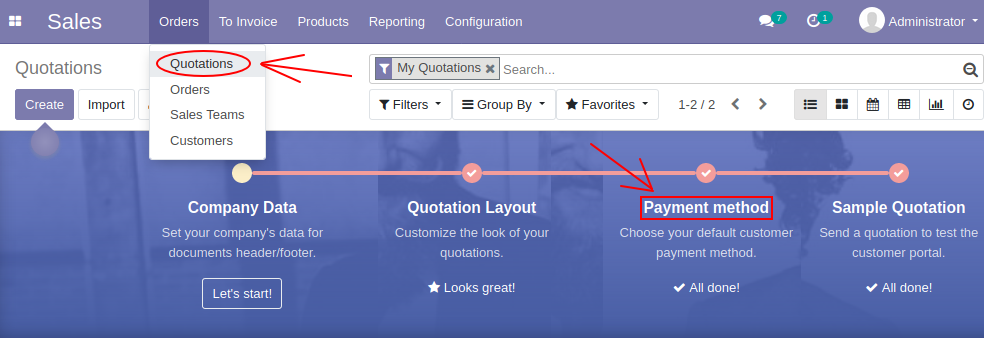 Sales
Orders
To Invoice
Products
Reporting
Configuration
7
1
Administrator
Quotations
Quotations
Orders
Sales Teams
Customers
My Quotations
Search...
Create
Import
Filters
Group By
Favorites
1-2 / 2
Company Data
Set your company's data for
documents header/footer.
Let's start!
Quotation Layout
Customize the look of your
quotations.
Looks great!
Payment method
Choose your default customer
payment method.
All done!
Sample Quotation
Send a quotation to test the
customer portal.
All done!